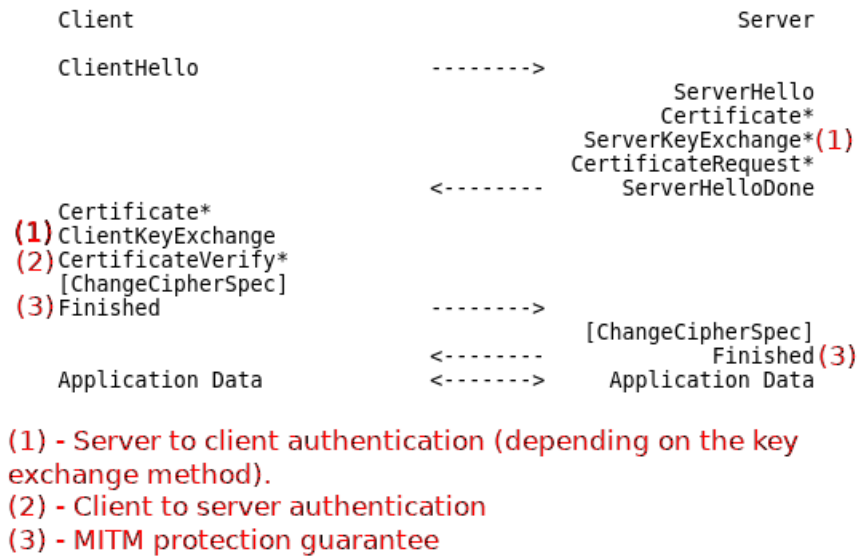 Client Server
ClientHello -------->
ServerHello
Certificate*
ServerKeyExchange*(1)
CertificateRequest*
<-------- ServerHelloDone
Certificate*
(1) ClientKeyExchange
(2) CertificateVerify*
[ChangeCipherSpec]
(3) Finished -------->
[ChangeCipherSpec]
<-------- Finished (3)
Application Data <-------> Application Data
(1) - Server to client authentication (depending on the key
exchange method).
(2) - Client to server authentication
(3) - MITM protection guarantee